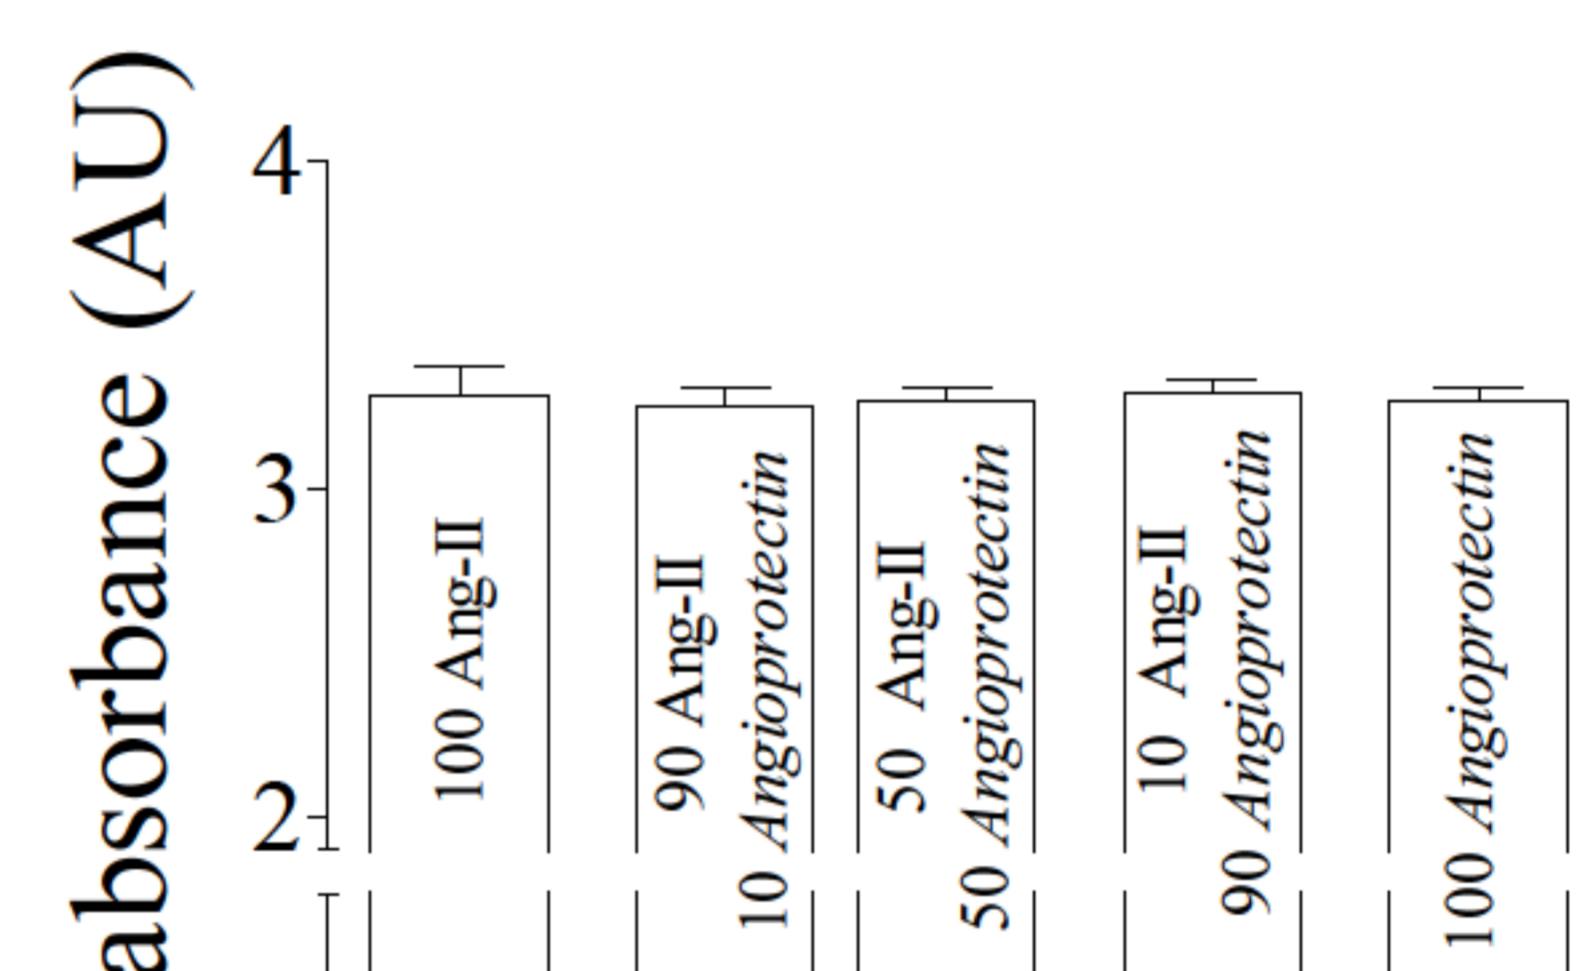 absorbance (AU)
4
3
2
100 Ang-II
90 Ang-II
10 Angioprotectin
50 Ang-II
50 Angioprotectin
10 Ang-II
90 Angioprotectin
100 Angioprotectin